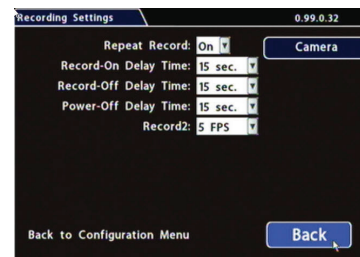 Recording Settings 0.99.0.32
Repeat Record: On Camera
Record-On Delay Time: 15 sec.
Record-Off Delay Time: 15 sec.
Power-Off Delay Time: 15 sec.
Record2: 5 FPS
Back to Configuration Menu Back